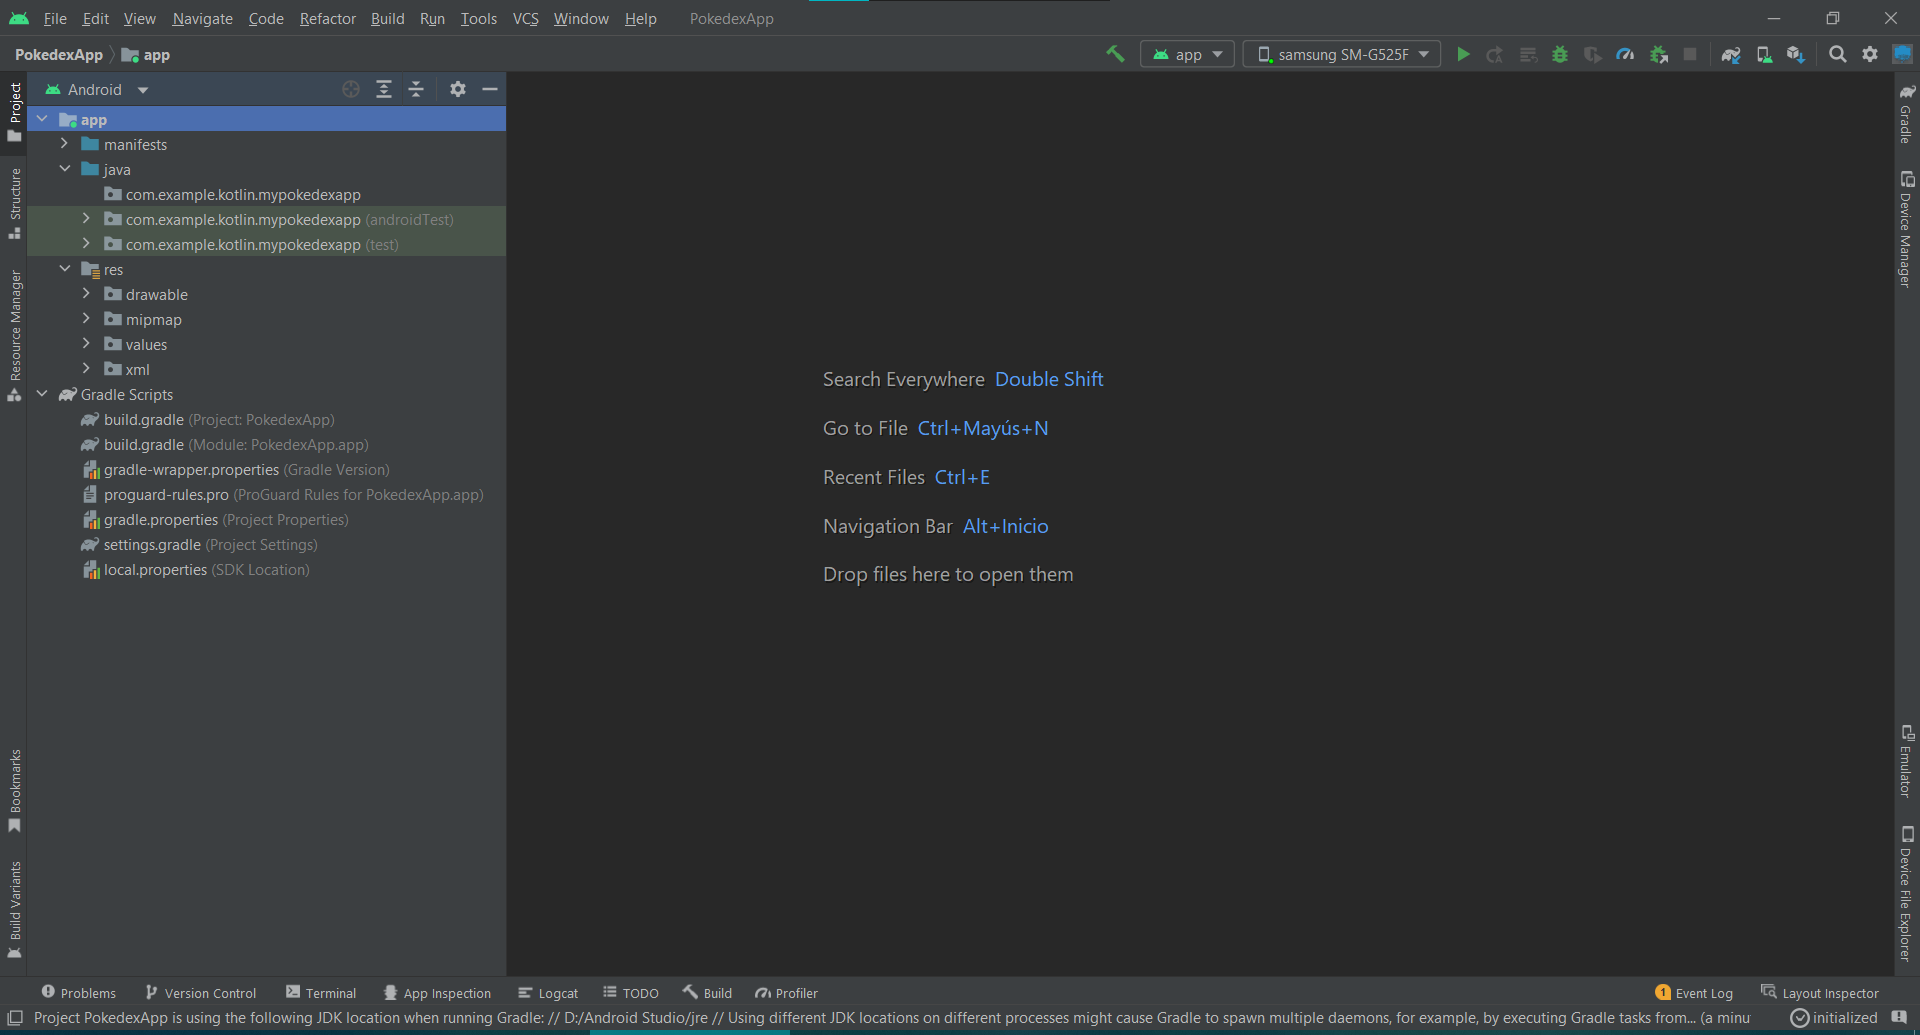 File Edit View Navigate Code Refactor Build Run Tools VCS Window Help PokedexApp
PokedexApp app
app samsung SM-G525F
Project
Structure
Resource Manager
Bookmarks
Build Variants
Android
app
manifests
java
com.example.kotlin.mypokedexapp
com.example.kotlin.mypokedexapp (androidTest)
com.example.kotlin.mypokedexapp (test)
res
drawable
mipmap
values
xml
Gradle Scripts
build.gradle (Project: PokedexApp)
build.gradle (Module: PokedexApp.app)
gradle-wrapper.properties (Gradle Version)
proguard-rules.pro (ProGuard Rules for PokedexApp.app)
gradle.properties (Project Properties)
settings.gradle (Project Settings)
local.properties (SDK Location)
Search Everywhere Double Shift
Go to File Ctrl+Mayús+N
Recent Files Ctrl+E
Navigation Bar Alt+Inicio
Drop files here to open them
Gradle
Device Manager
Emulator
Device File Explorer
Problems Version Control Terminal App Inspection Logcat TODO Build Profiler 1 Event Log Layout Inspector
Project PokedexApp is using the following JDK location when running Gradle: // D:/Android Studio/jre // Using different JDK locations on different processes might cause Gradle to spawn multiple daemons, for example, by executing Gradle tasks from... (a minu initialized